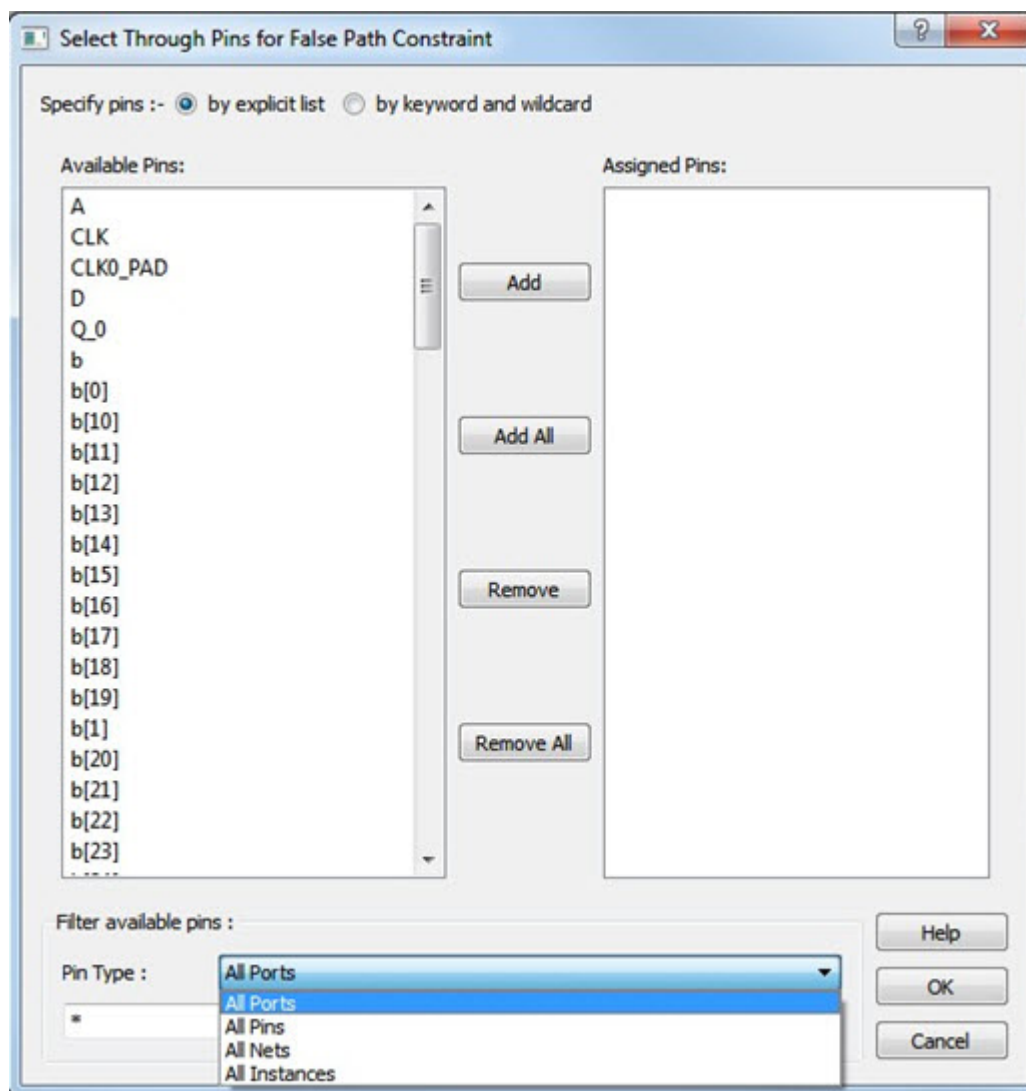 Select Through Pins for False Path Constraint
Specify pins :- by explicit list by keyword and wildcard
Available Pins:
A
CLK
CLK0_PAD
D
Q_0
b
b[0]
b[10]
b[11]
b[12]
b[13]
b[14]
b[15]
b[16]
b[17]
b[18]
b[19]
b[1]
b[20]
b[21]
b[22]
b[23]
Add
Add All
Remove
Remove All
Assigned Pins:
Filter available pins :
Pin Type : All Ports
All Ports
All Pins
All Nets
All Instances
*
Help
OK
Cancel